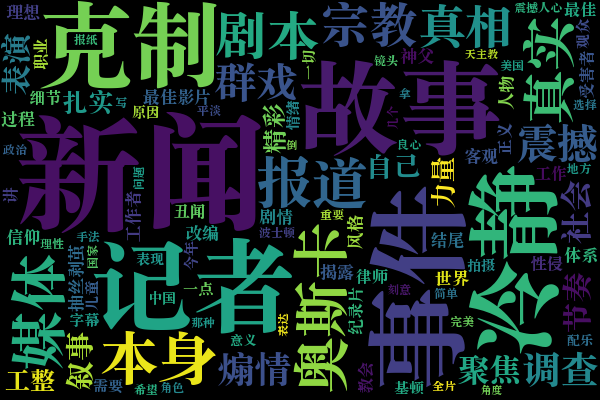 理想
克制
剧本
宗教
真相
震撼人心
最佳
报纸
职业
表演
一切
神父
镜头
天主教
美国
观众
群戏
细节
扎实
写
最佳影片
平淡
原因
过程
精彩
情绪
故事
人物
真实
受害者
选择
政治
新闻
几个
良心
正义
客观
震撼
讲
问题
工作者
报道
自己
力量
工作
地方
丑闻
剧情
重要
社会
信仰
理性
手法
改编
波士顿
风格
事件
结尾
冷静
媒体
国家
表现
今年
奥斯卡
揭露
律师
拍摄
性侵
体系
抽丝剥茧
儿童
记者
中国
一点
纪录片
刻意
世界
简单
节奏
叙事
那种
表达
完美
配乐
工整
本身
意义
煽情
聚焦
调查
需要
希望
角色
教会
基顿
全片
角度